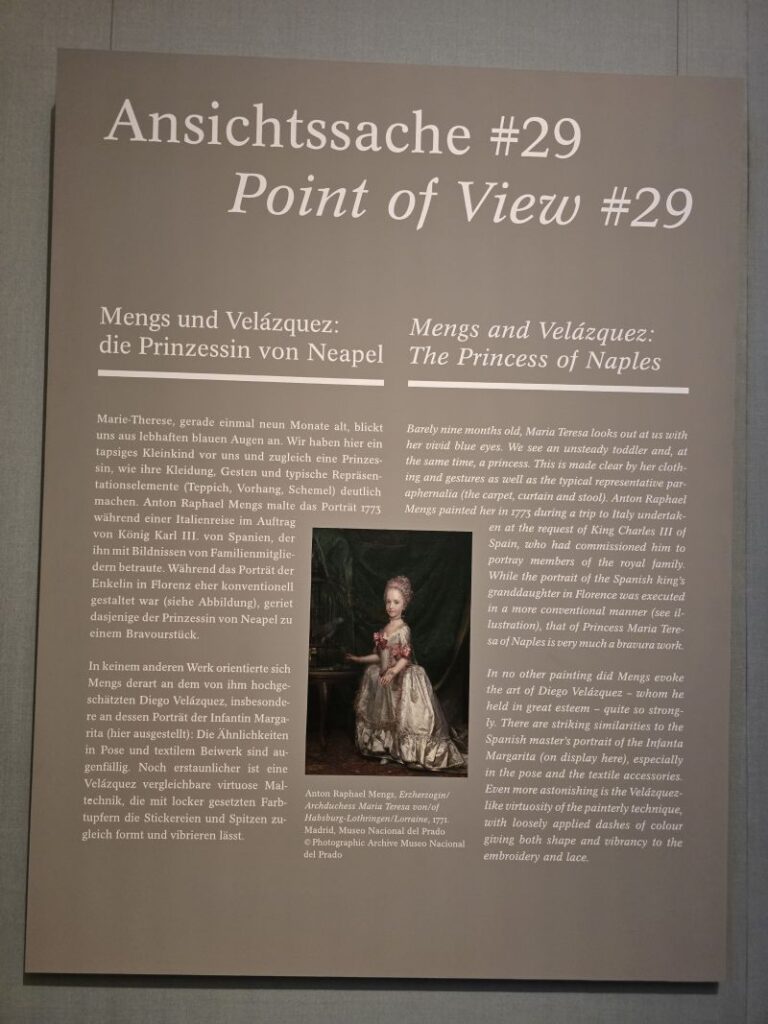 Ansichtssache #29
Point of View #29
Mengs und Velázquez:
die Prinzessin von Neapel
Marie-Therese, gerade einmal neun Monate alt, blickt
uns aus lebhaften blauen Augen an. Wir haben hier ein
tapsiges Kleinkind vor uns und zugleich eine Prinzes-
sin, wie ihre Kleidung, Gesten und typische Repräsen-
tationselemente (Teppich, Vorhang, Schemel) deutlich
machen. Anton Raphael Mengs malte das Porträt 1773
während einer Italienreise im Auftrag
von König Karl III. von Spanien, der
ihn mit Bildnissen von Familienmitglie-
dern betraute. Während das Porträt der
Enkelin in Florenz eher konventionell
gestaltet war (siehe Abbildung), geriet
dasjenige der Prinzessin von Neapel zu
einem Bravourstück.
In keinem anderen Werk orientierte sich
Mengs derart an dem von ihm hochge-
schätzten Diego Velázquez, insbesonde-
re an dessen Porträt der Infantin Marga-
rita (hier ausgestellt): Die Ähnlichkeiten
in Pose und textilem Beiwerk sind au-
genfällig. Noch erstaunlicher ist eine
Velázquez vergleichbare virtuose Mal-
technik, die mit locker gesetzten Farb-
tupfern die Stickereien und Spitzen zu-
gleich formt und vibrieren lässt.
Mengs and Velázquez:
The Princess of Naples
Barely nine months old, Maria Teresa looks out at us with
her vivid blue eyes. We see an unsteady toddler and, at
the same time, a princess. This is made clear by her cloth-
ing and gestures as well as the typical representative par-
aphernalia (the carpet, curtain and stool). Anton Raphael
Mengs painted her in 1773 during a trip to Italy undertak-
en at the request of King Charles III of
Spain, who had commissioned him to
portray members of the royal family.
While the portrait of the Spanish king's
granddaughter in Florence was executed
in a more conventional manner (see il-
lustration), that of Princess Maria Tere-
sa of Naples is very much a bravura work.
In no other painting did Mengs evoke
the art of Diego Velázquez – whom he
held in great esteem – quite so strong-
ly. There are striking similarities to the
Spanish master's portrait of the Infanta
Margarita (on display here), especially
in the pose and the textile accessories.
Even more astonishing is the Velázquez-
like virtuosity of the painterly technique,
with loosely applied dashes of colour
giving both shape and vibrancy to the
embroidery and lace.
Anton Raphael Mengs, Erzherzogin/
Archduchess Maria Teresa von/of
Habsburg-Lothringen/Lorraine, 1771.
Madrid, Museo Nacional del Prado
© Photographic Archive Museo Nacional
del Prado